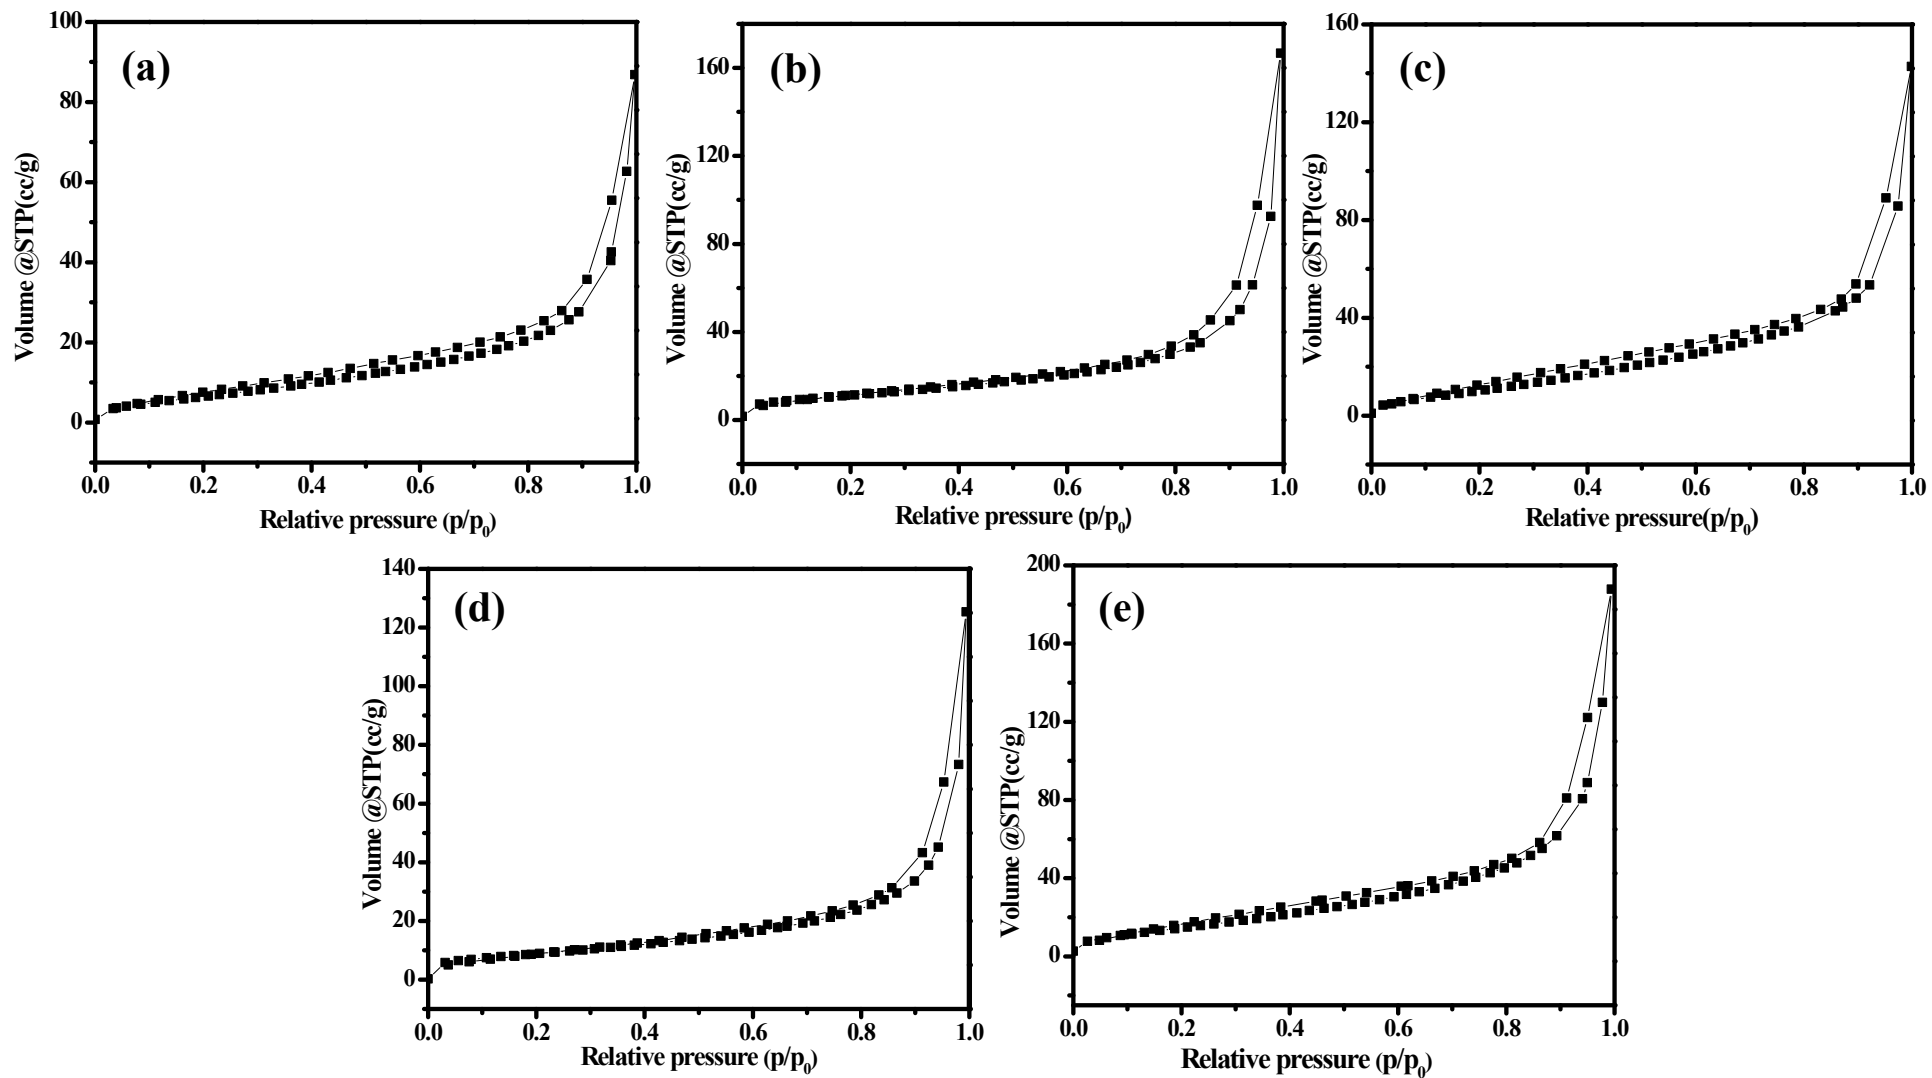 (a)
100
80
60
40
20
0
Volume @STP(cc/g)
0.0 0.2 0.4 0.6 0.8 1.0
Relative pressure (p/p₀)
(b)
160
120
80
40
0
Volume @STP(cc/g)
0.0 0.2 0.4 0.6 0.8 1.0
Relative pressure (p/p₀)
(c)
160
120
80
40
0
Volume @STP(cc/g)
0.0 0.2 0.4 0.6 0.8 1.0
Relative pressure(p/p₀)
(d)
140
120
100
80
60
40
20
0
Volume @STP(cc/g)
0.0 0.2 0.4 0.6 0.8 1.0
Relative pressure (p/p₀)
(e)
200
160
120
80
40
0
Volume @STP(cc/g)
0.0 0.2 0.4 0.6 0.8 1.0
Relative pressure (p/p₀)